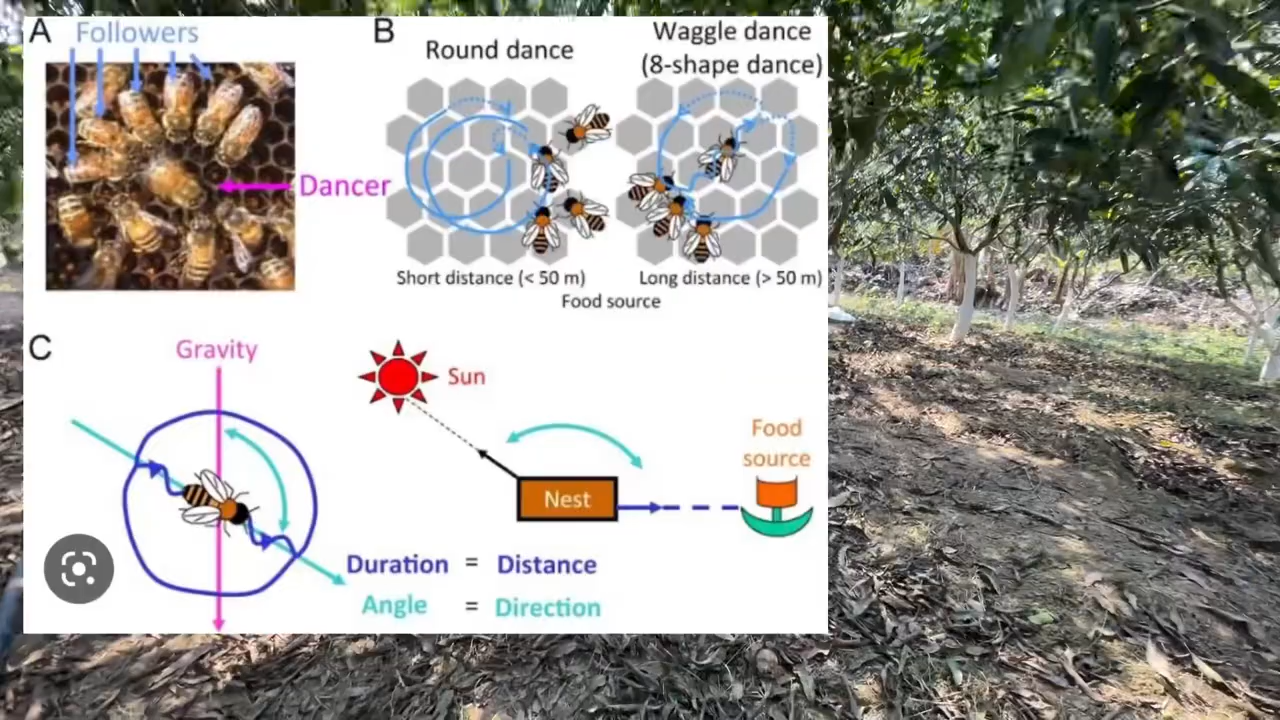 A
Followers
Dancer
B
Round dance
Waggle dance
(8-shape dance)
Short distance (< 50 m)
Long distance (> 50 m)
Food source
C
Gravity
Sun
Nest
Food
source
Duration = Distance
Angle = Direction